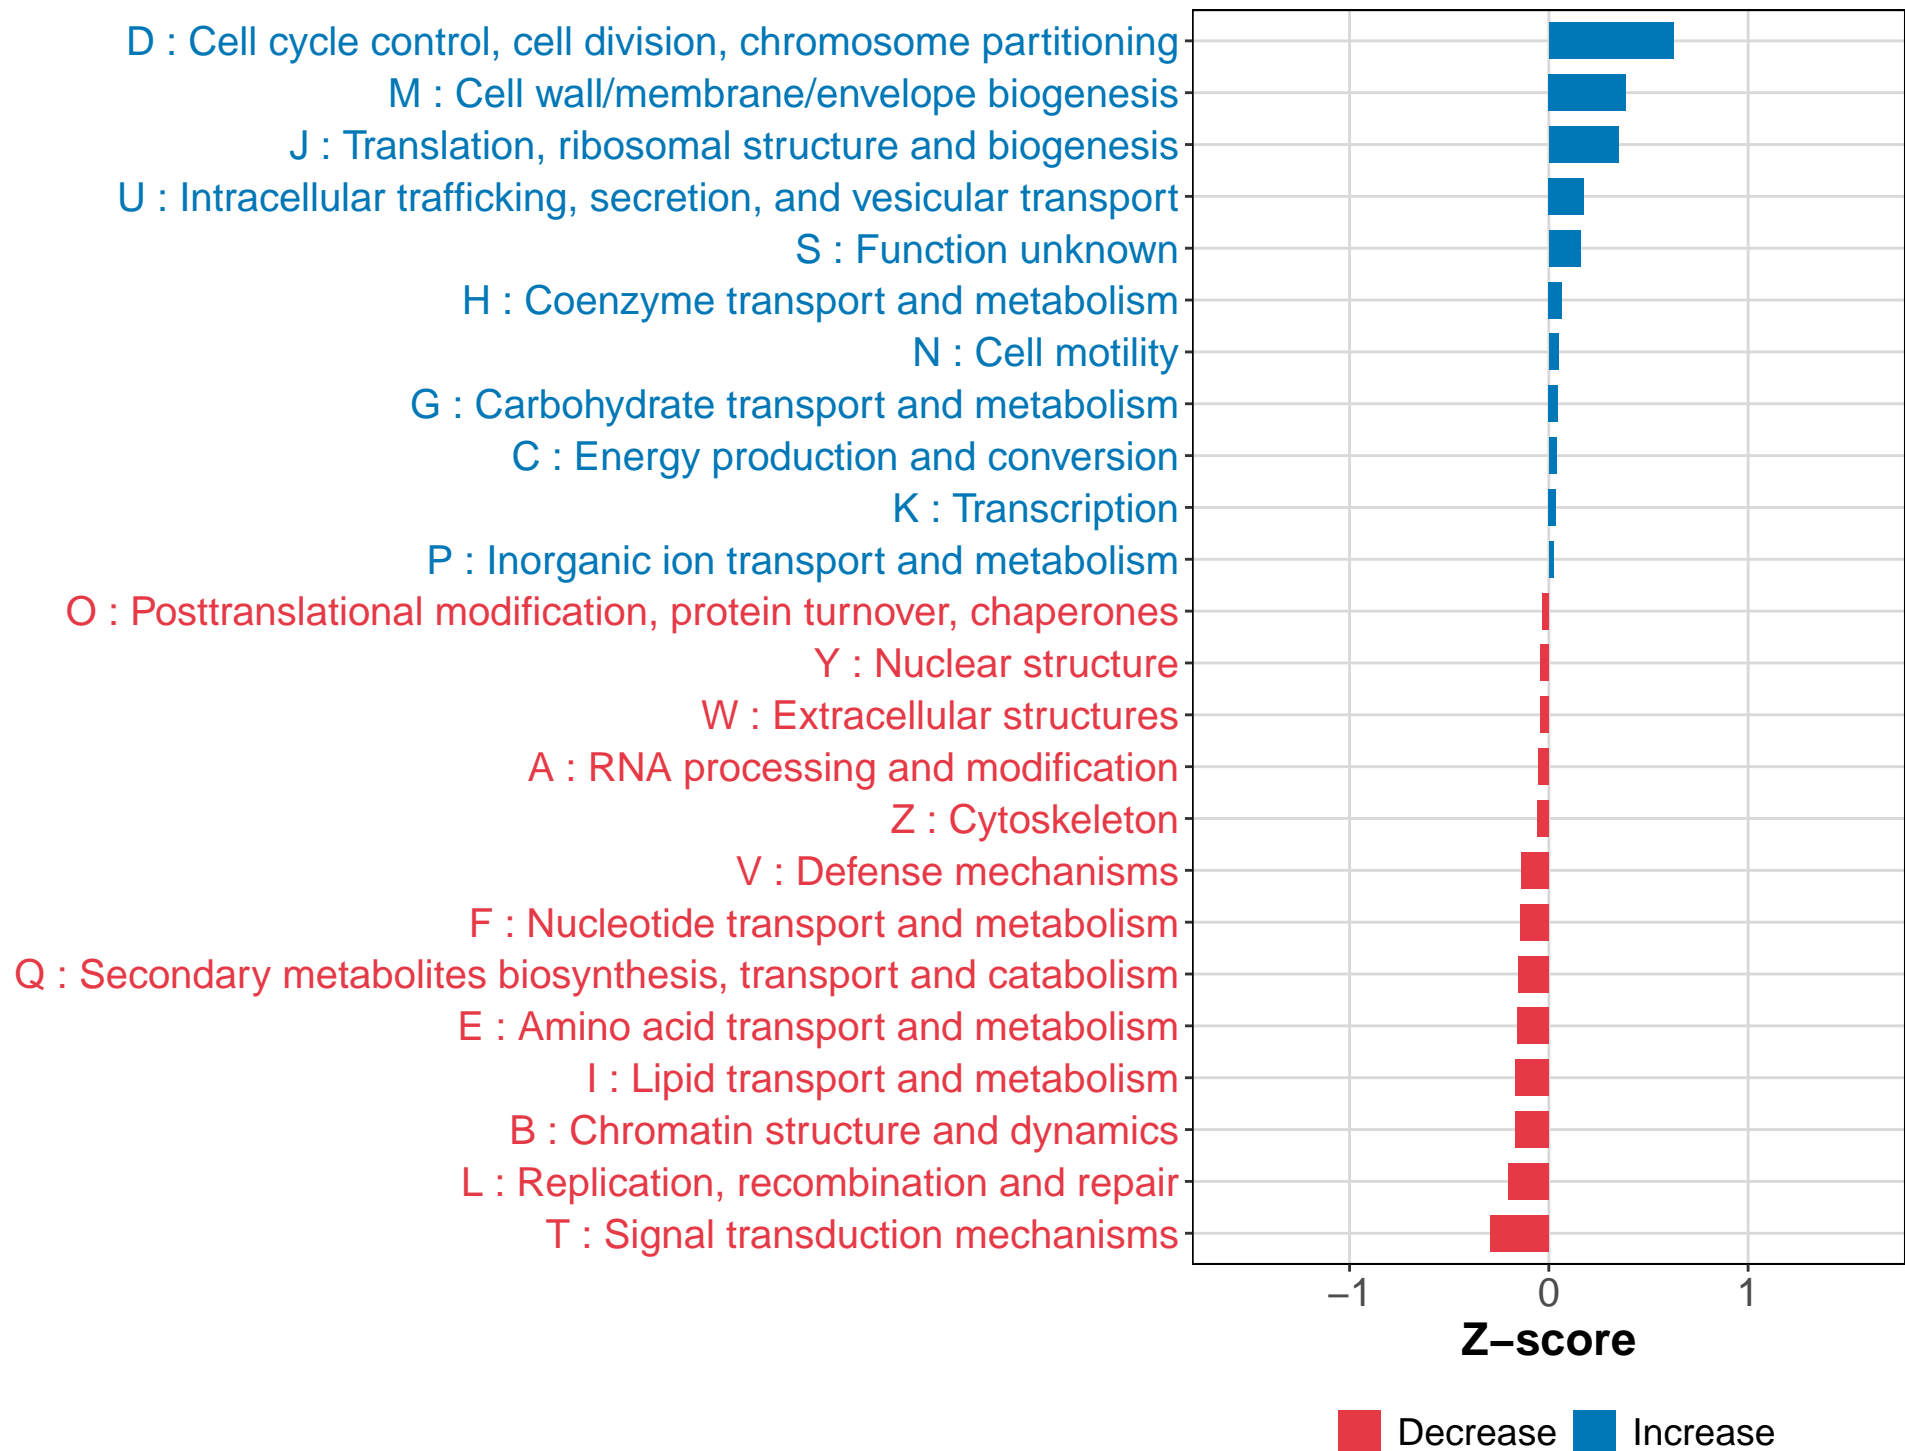 D : Cell cycle control, cell division, chromosome partitioning
M : Cell wall/membrane/envelope biogenesis
J : Translation, ribosomal structure and biogenesis
U : Intracellular trafficking, secretion, and vesicular transport
S : Function unknown
H : Coenzyme transport and metabolism
N : Cell motility
G : Carbohydrate transport and metabolism
C : Energy production and conversion
K : Transcription
P : Inorganic ion transport and metabolism
O : Posttranslational modification, protein turnover, chaperones
Y : Nuclear structure
W : Extracellular structures
A : RNA processing and modification
Z : Cytoskeleton
V : Defense mechanisms
F : Nucleotide transport and metabolism
Q : Secondary metabolites biosynthesis, transport and catabolism
E : Amino acid transport and metabolism
I : Lipid transport and metabolism
B : Chromatin structure and dynamics
L : Replication, recombination and repair
T : Signal transduction mechanisms
−1 0 1
Z−score
Decrease Increase